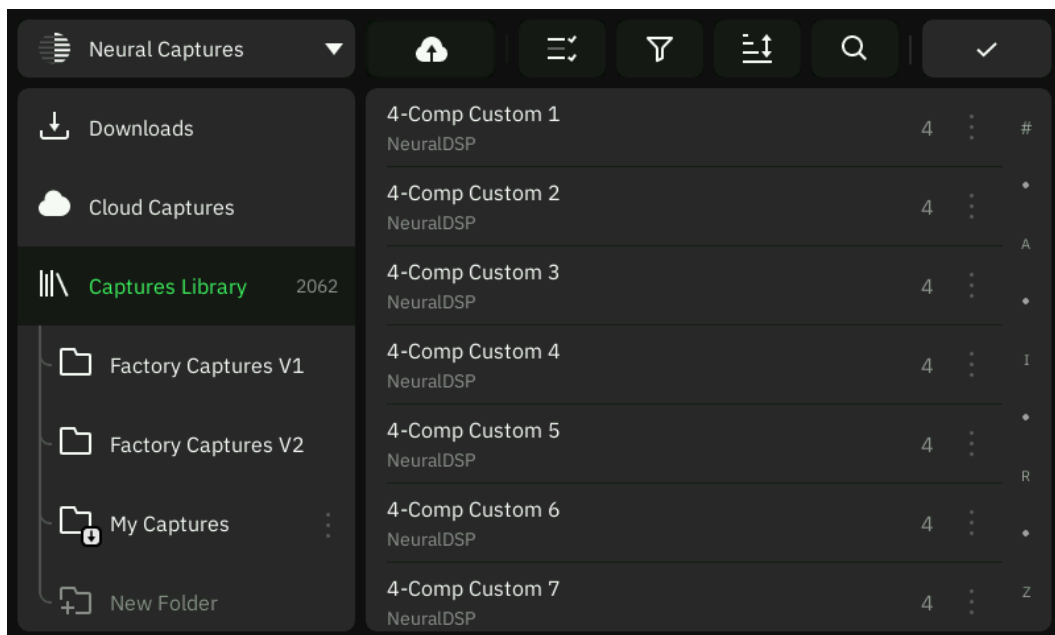 Neural Captures
Downloads
Cloud Captures
Captures Library 2062
Factory Captures V1
Factory Captures V2
My Captures
New Folder
4-Comp Custom 1
NeuralDSP
4
4-Comp Custom 2
NeuralDSP
4
4-Comp Custom 3
NeuralDSP
4
4-Comp Custom 4
NeuralDSP
4
4-Comp Custom 5
NeuralDSP
4
4-Comp Custom 6
NeuralDSP
4
4-Comp Custom 7
NeuralDSP
4
#
A
I
R
Z